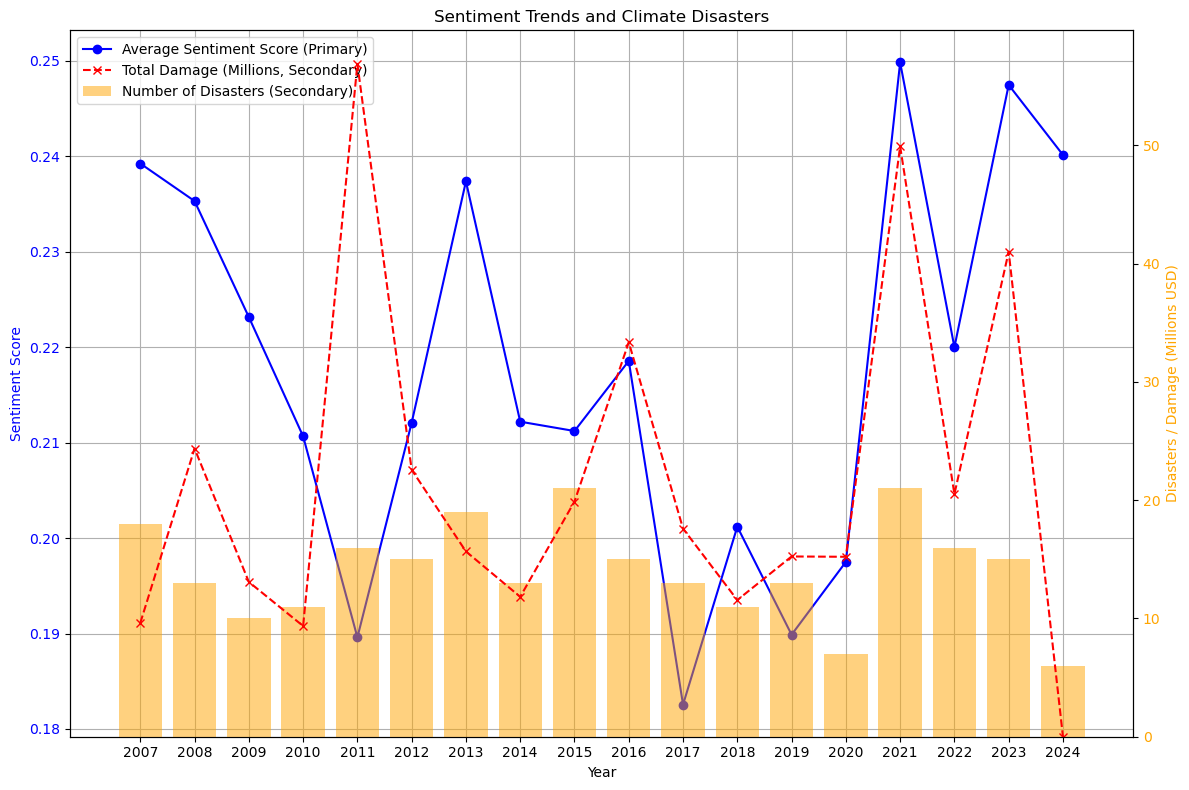 Sentiment Trends and Climate Disasters
Average Sentiment Score (Primary)
Total Damage (Millions, Secondary)
Number of Disasters (Secondary)
0.25
0.24
0.23
0.22
0.21
0.20
0.19
0.18
Sentiment Score
50
40
30
20
10
0
Disasters / Damage (Millions USD)
2007 2008 2009 2010 2011 2012 2013 2014 2015 2016 2017 2018 2019 2020 2021 2022 2023 2024
Year